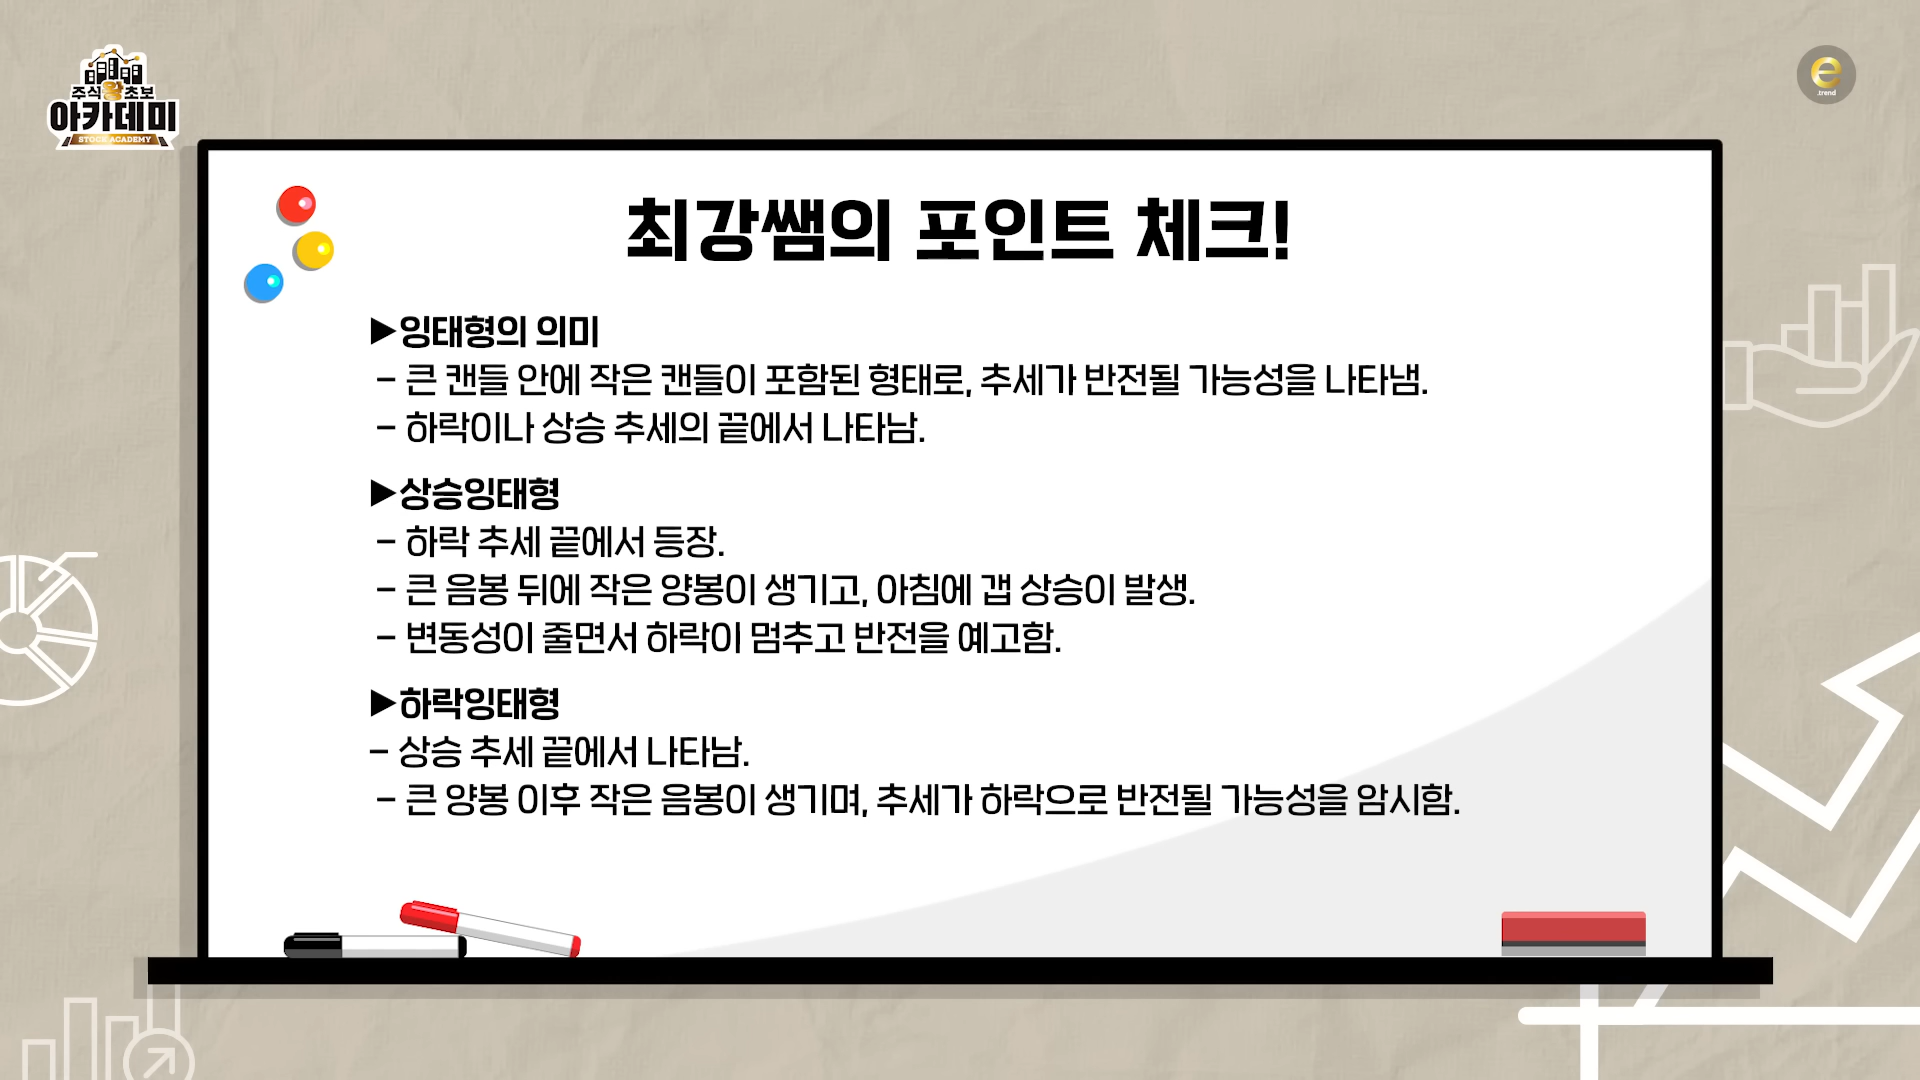 주식왕초보
아카데미
STOCK ACADEMY
e
.trend
최강쌤의 포인트 체크!
▶잉태형의 의미
- 큰 캔들 안에 작은 캔들이 포함된 형태로, 추세가 반전될 가능성을 나타냄.
- 하락이나 상승 추세의 끝에서 나타남.
▶상승잉태형
- 하락 추세 끝에서 등장.
- 큰 음봉 뒤에 작은 양봉이 생기고, 아침에 갭 상승이 발생.
- 변동성이 줄면서 하락이 멈추고 반전을 예고함.
▶하락잉태형
- 상승 추세 끝에서 나타남.
- 큰 양봉 이후 작은 음봉이 생기며, 추세가 하락으로 반전될 가능성을 암시함.